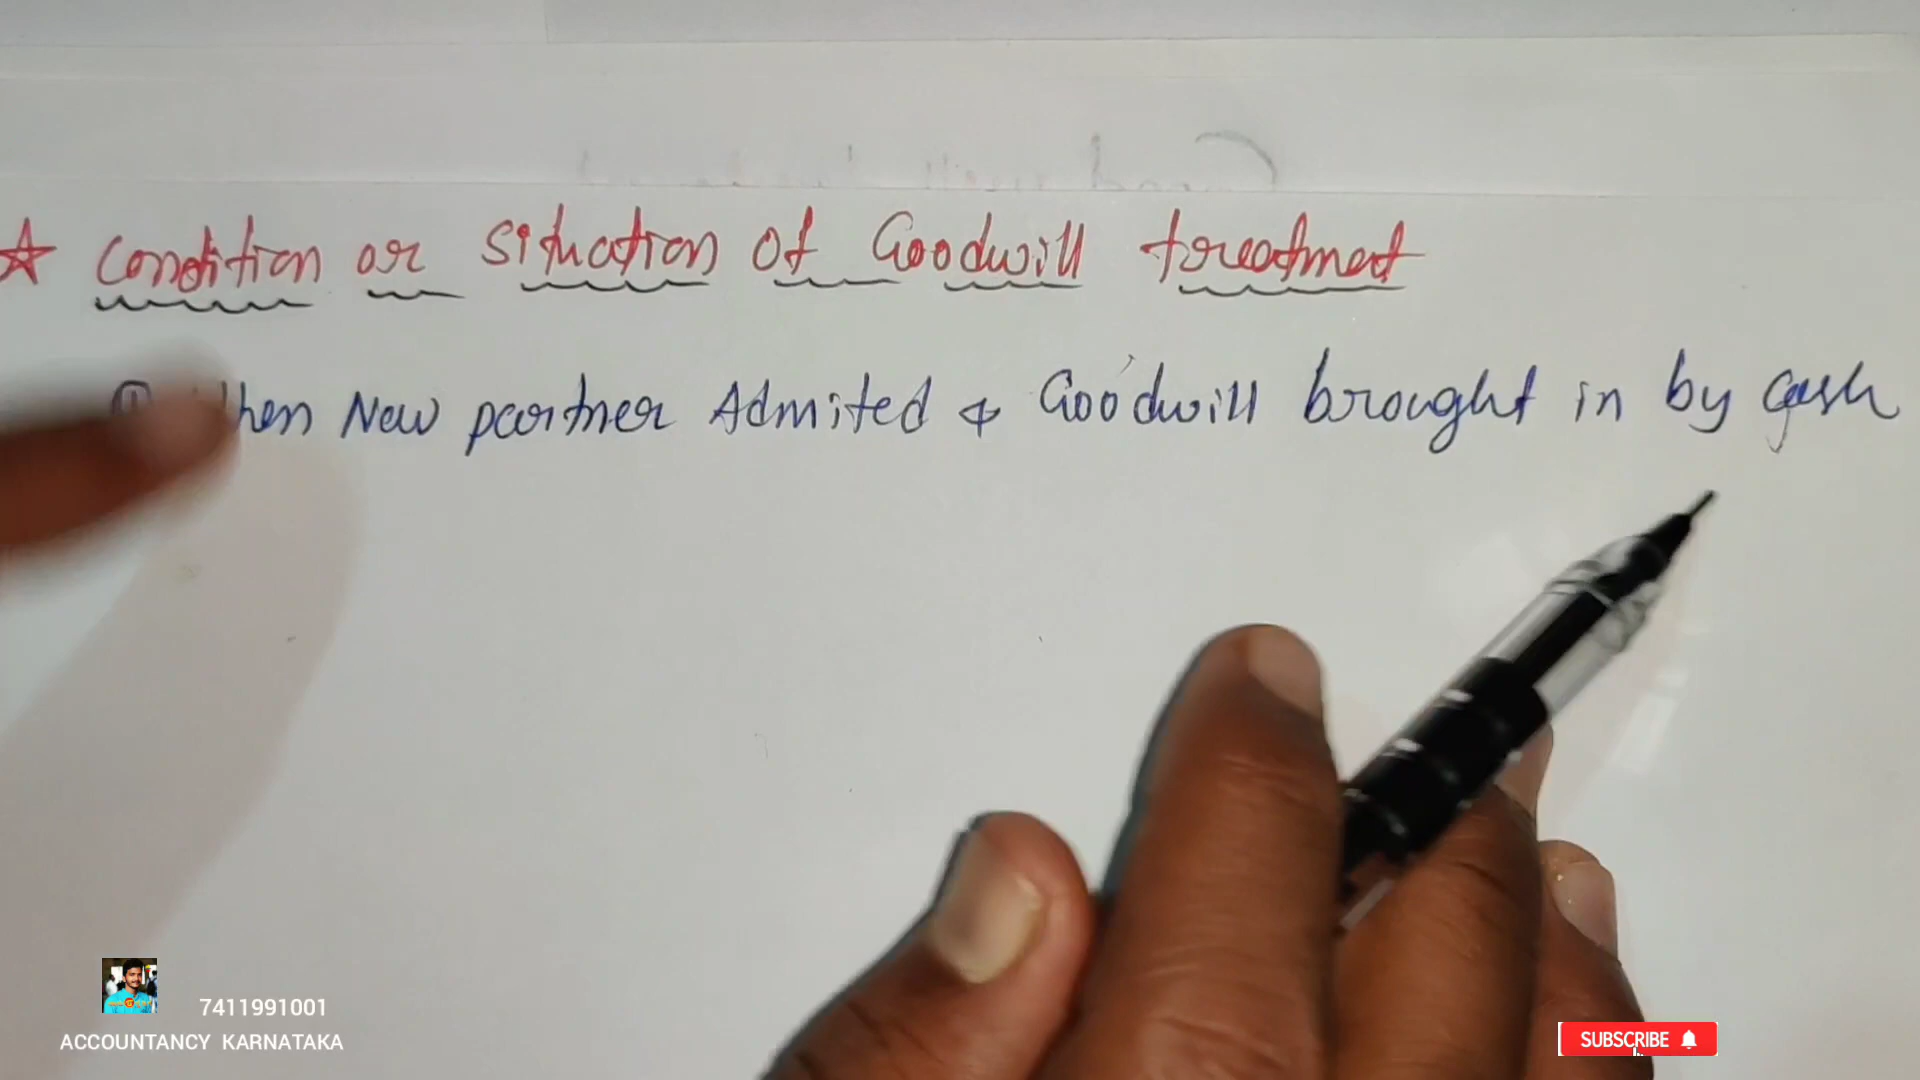 ☆ Condition or situation of Goodwill treatment
① When New partner Admited & Goodwill brought in by cash
7411991001
ACCOUNTANCY KARNATAKA
SUBSCRIBE